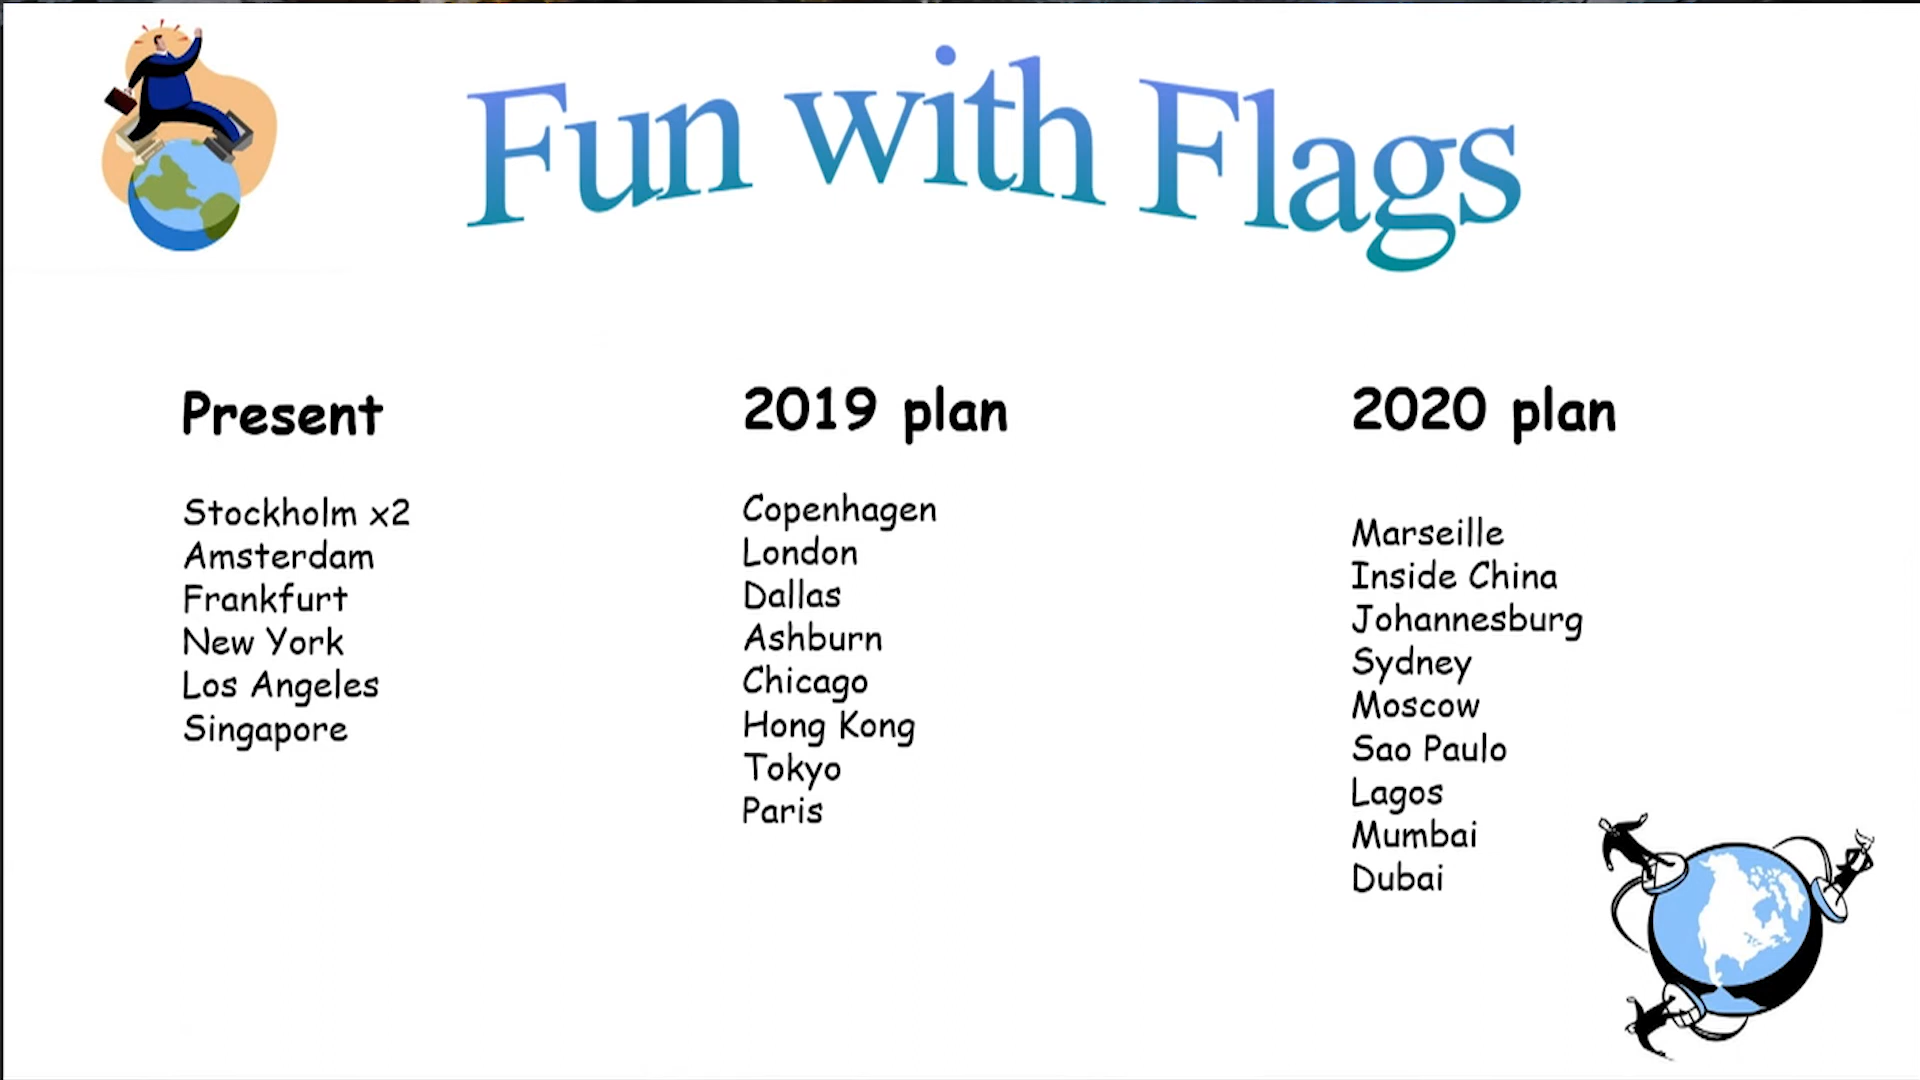 Fun with Flags
Present
Stockholm x2
Amsterdam
Frankfurt
New York
Los Angeles
Singapore
2019 plan
Copenhagen
London
Dallas
Ashburn
Chicago
Hong Kong
Tokyo
Paris
2020 plan
Marseille
Inside China
Johannesburg
Sydney
Moscow
Sao Paulo
Lagos
Mumbai
Dubai